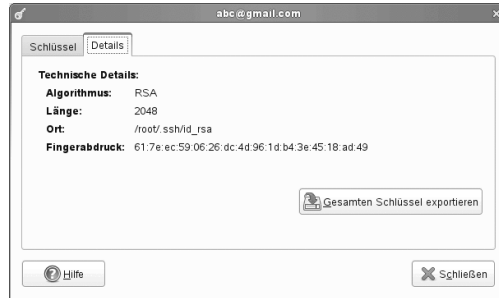 abc@gmail.com
Schlüssel Details
Technische Details:
Algorithmus: RSA
Länge: 2048
Ort: /root/.ssh/id_rsa
Fingerabdruck: 61:7e:ec:59:06:26:dc:4d:96:1d:b4:3e:45:18:ad:49
Gesamten Schlüssel exportieren
Hilfe Schließen